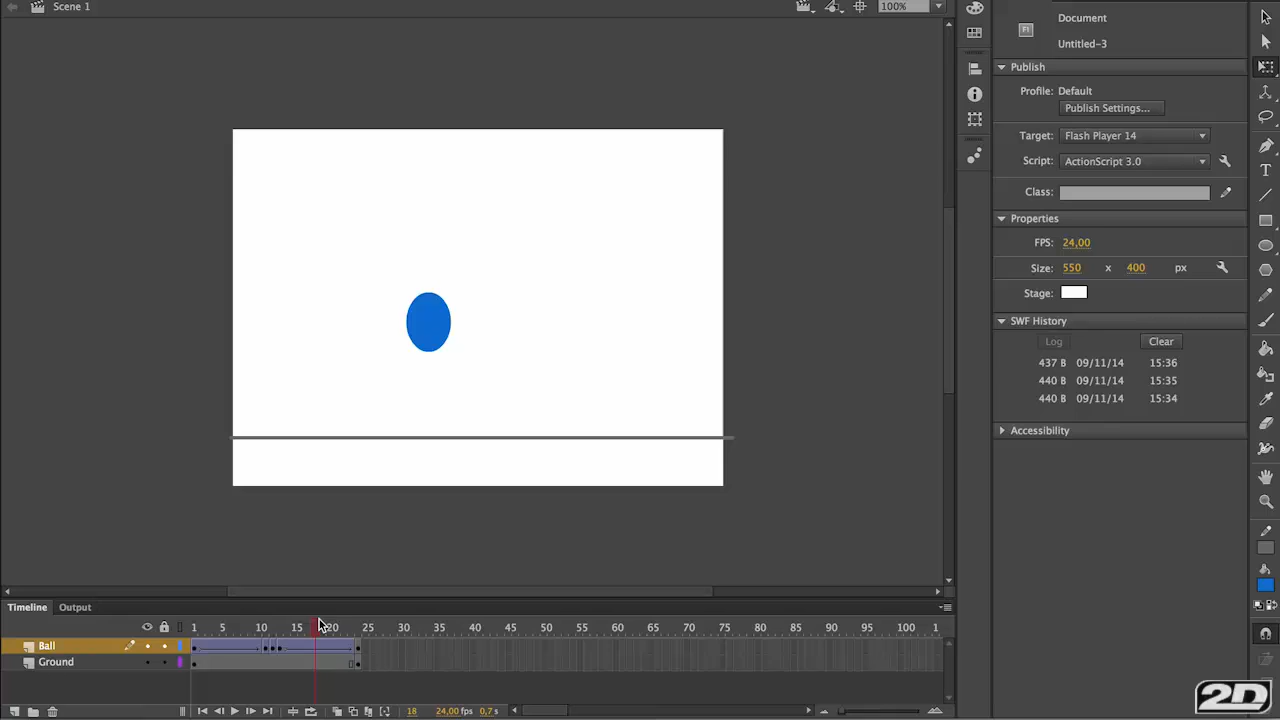 Scene 1
100%
Document
Untitled-3
Publish
Profile: Default
Publish Settings...
Target: Flash Player 14
Script: ActionScript 3.0
Class:
Properties
FPS: 24,00
Size: 550 x 400 px
Stage:
SWF History
Log Clear
437 B 09/11/14 15:36
440 B 09/11/14 15:35
440 B 09/11/14 15:34
Accessibility
Timeline Output
1 5 10 15 20 25 30 35 40 45 50 55 60 65 70 75 80 85 90 95 100 1
Ball
Ground
18 24,00 fps 0,7 s
2D